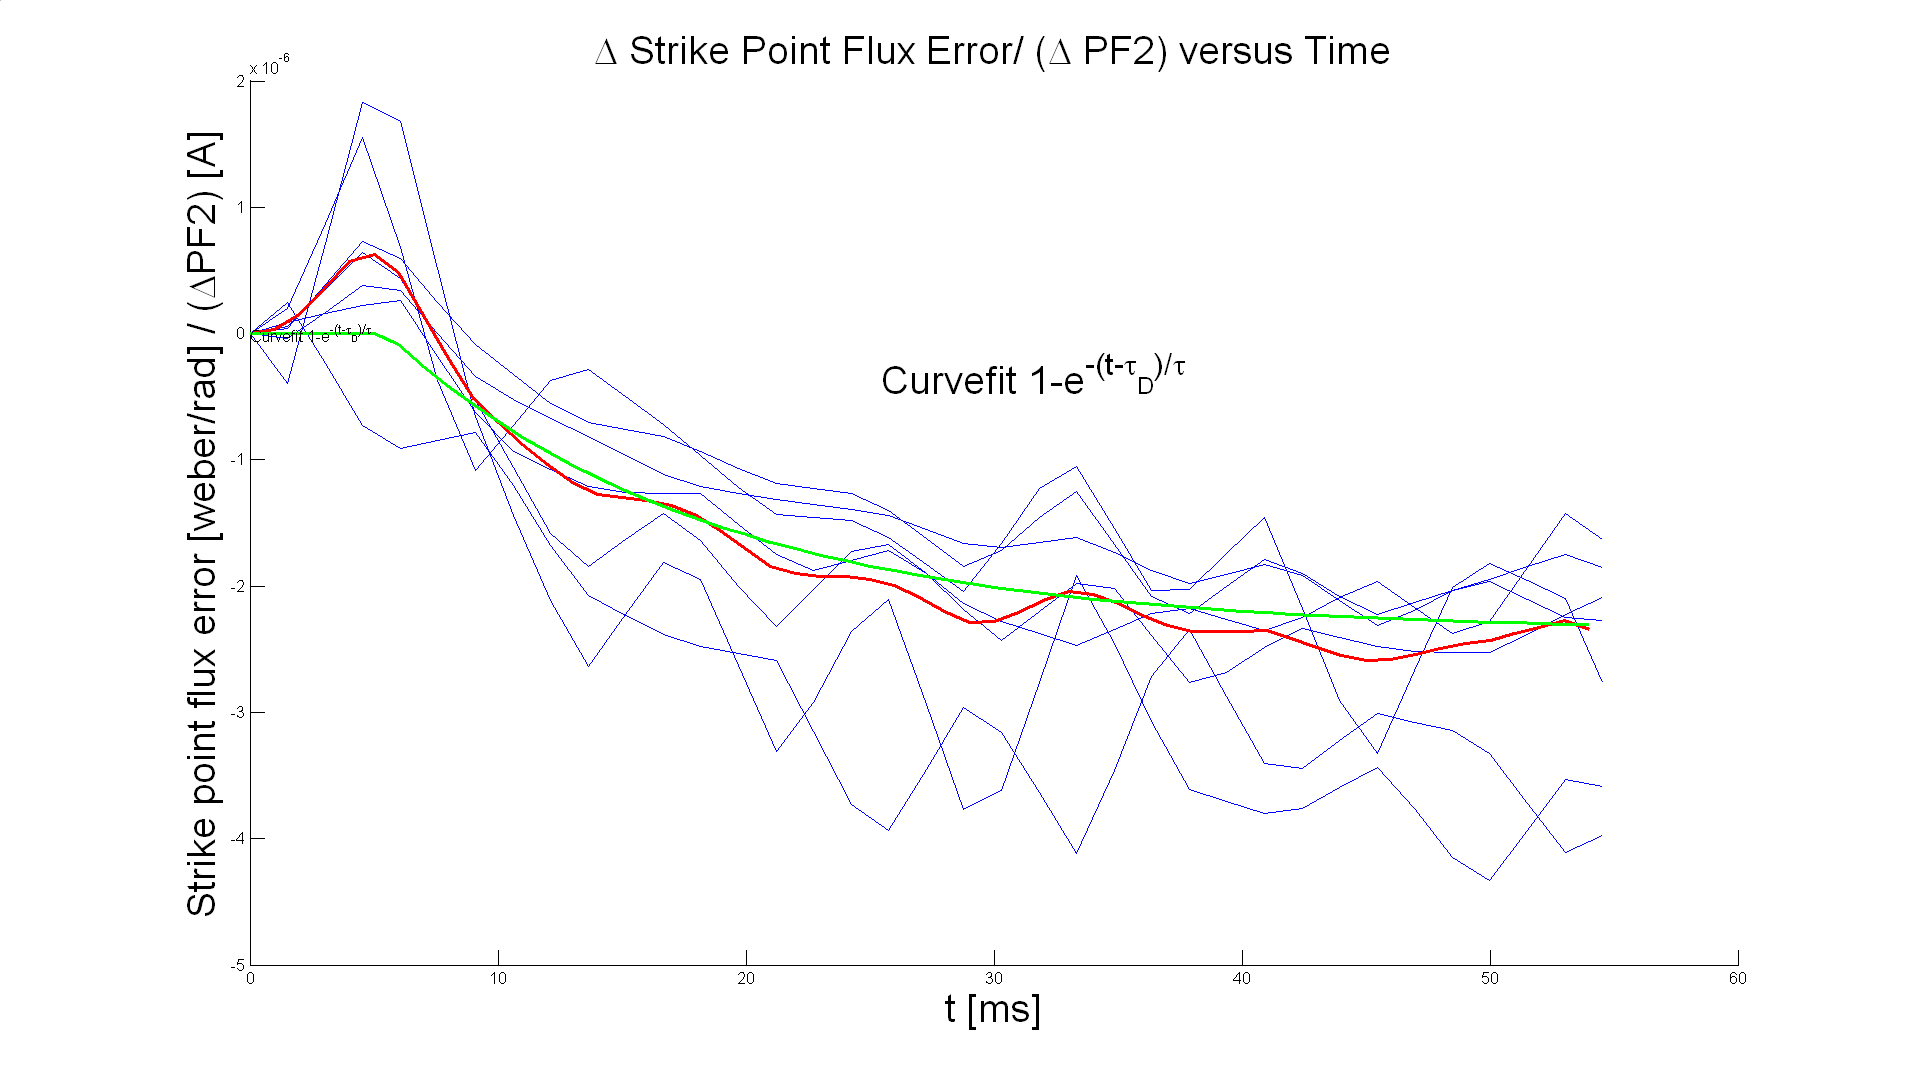 Δ Strike Point Flux Error/ (Δ PF2) versus Time
x 10^-6
2
1
0
-1
-2
-3
-4
-5
Strike point flux error [weber/rad] / (ΔPF2) [A]
Curvefit 1-e^-(t-τ_D)/τ
Curvefit 1-e^-(t-τ_D)/τ
0 10 20 30 40 50 60
t [ms]